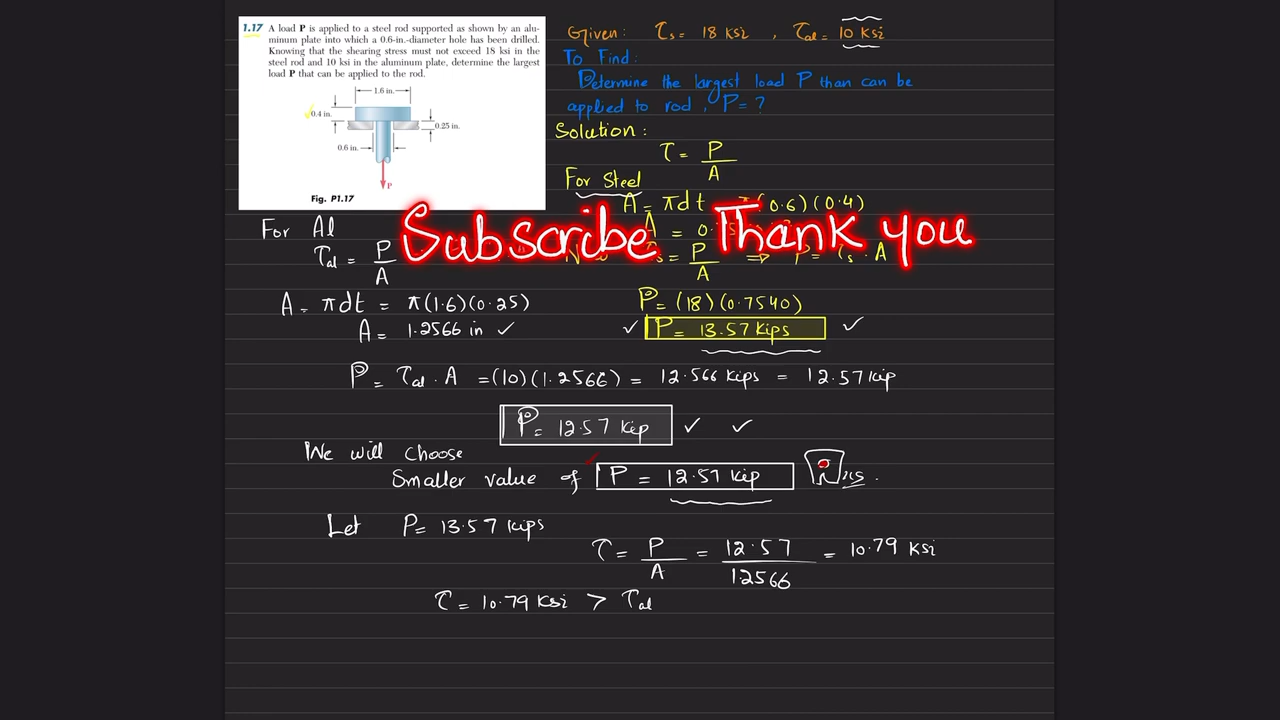 1.17 A load P is applied to a steel rod supported as shown by an alu-
minum plate into which a 0.6-in.-diameter hole has been drilled.
Knowing that the shearing stress must not exceed 18 ksi in the
steel rod and 10 ksi in the aluminum plate, determine the largest
load P that can be applied to the rod.
1.6 in.
0.4 in.
0.25 in.
0.6 in.
P
Fig. P1.17
Given: τs = 18 ksi , τal = 10 ksi
To Find:
Determine the largest load P than can be
applied to rod, P = ?
Solution:
τ = P/A
For Steel
A = πdt = π(0.6)(0.4)
A = 0.
τs = P/A ⇒ P = τs · A
Subscribe Thank you
P = (18)(0.7540)
✓ P = 13.57 Kips ✓
For Al
τal = P/A
A = πdt = π(1.6)(0.25)
A = 1.2566 in ✓
P = τal · A = (10)(1.2566) = 12.566 kips = 12.57 kip
P = 12.57 kip ✓ ✓
We will choose
Smaller value of P = 12.57 kip
Let P = 13.57 kips
τ = P/A = 12.57/1.2566 = 10.79 ksi
τ = 10.79 ksi > τal